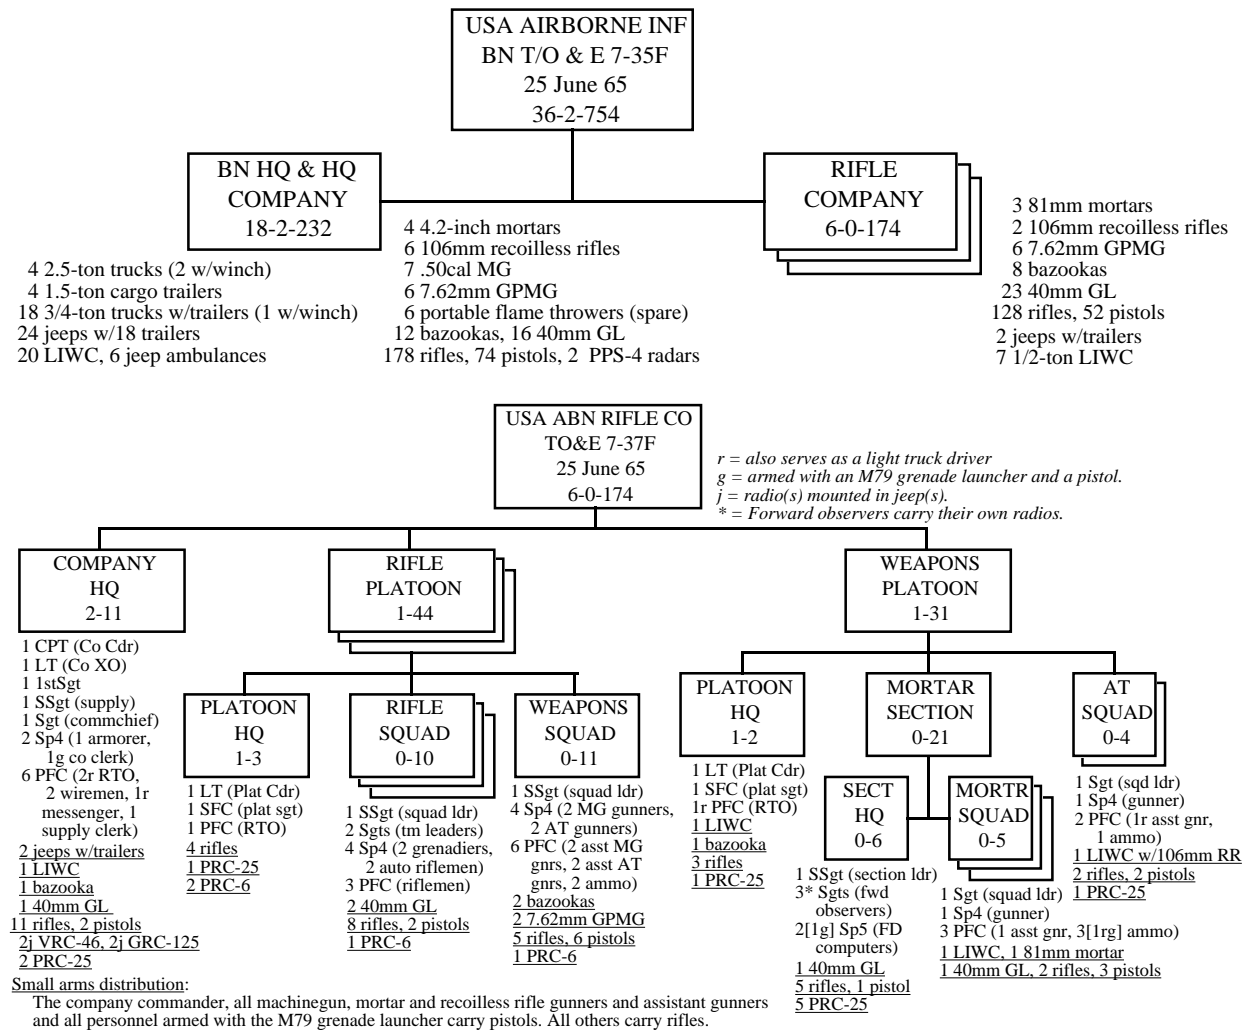 USA AIRBORNE INF
BN T/O & E 7-35F
25 June 65
36-2-754
BN HQ & HQ
COMPANY
18-2-232
4 2.5-ton trucks (2 w/winch)
4 1.5-ton cargo trailers
18 3/4-ton trucks w/trailers (1 w/winch)
24 jeeps w/18 trailers
20 LIWC, 6 jeep ambulances
4 4.2-inch mortars
6 106mm recoilless rifles
7 .50cal MG
6 7.62mm GPMG
6 portable flame throwers (spare)
12 bazookas, 16 40mm GL
178 rifles, 74 pistols, 2 PPS-4 radars
RIFLE
COMPANY
6-0-174
3 81mm mortars
2 106mm recoilless rifles
6 7.62mm GPMG
8 bazookas
23 40mm GL
128 rifles, 52 pistols
2 jeeps w/trailers
7 1/2-ton LIWC
USA ABN RIFLE CO
TO&E 7-37F
25 June 65
6-0-174
r = also serves as a light truck driver
g = armed with an M79 grenade launcher and a pistol.
j = radio(s) mounted in jeep(s).
* = Forward observers carry their own radios.
COMPANY
HQ
2-11
1 CPT (Co Cdr)
1 LT (Co XO)
1 1stSgt
1 SSgt (supply)
1 Sgt (commchief)
2 Sp4 (1 armorer,
1g co clerk)
6 PFC (2r RTO,
2 wiremen, 1r
messenger, 1
supply clerk)
2 jeeps w/trailers
1 LIWC
1 bazooka
1 40mm GL
11 rifles, 2 pistols
2j VRC-46, 2j GRC-125
2 PRC-25
RIFLE
PLATOON
1-44
PLATOON
HQ
1-3
1 LT (Plat Cdr)
1 SFC (plat sgt)
1 PFC (RTO)
4 rifles
1 PRC-25
2 PRC-6
RIFLE
SQUAD
0-10
1 SSgt (squad ldr)
2 Sgts (tm leaders)
4 Sp4 (2 grenadiers,
2 auto riflemen)
3 PFC (riflemen)
2 40mm GL
8 rifles, 2 pistols
1 PRC-6
WEAPONS
SQUAD
0-11
1 SSgt (squad ldr)
4 Sp4 (2 MG gunners,
2 AT gunners)
6 PFC (2 asst MG
gnrs, 2 asst AT
gnrs, 2 ammo)
2 bazookas
2 7.62mm GPMG
5 rifles, 6 pistols
1 PRC-6
WEAPONS
PLATOON
1-31
PLATOON
HQ
1-2
1 LT (Plat Cdr)
1 SFC (plat sgt)
1r PFC (RTO)
1 LIWC
1 bazooka
3 rifles
1 PRC-25
MORTAR
SECTION
0-21
SECT
HQ
0-6
1 SSgt (section ldr)
3* Sgts (fwd
observers)
2[1g] Sp5 (FD
computers)
1 40mm GL
5 rifles, 1 pistol
5 PRC-25
MORTR
SQUAD
0-5
1 Sgt (squad ldr)
1 Sp4 (gunner)
3 PFC (1 asst gnr, 3[1rg] ammo)
1 LIWC, 1 81mm mortar
1 40mm GL, 2 rifles, 3 pistols
AT
SQUAD
0-4
1 Sgt (sqd ldr)
1 Sp4 (gunner)
2 PFC (1r asst gnr,
1 ammo)
1 LIWC w/106mm RR
2 rifles, 2 pistols
1 PRC-25
Small arms distribution:
The company commander, all machinegun, mortar and recoilless rifle gunners and assistant gunners
and all personnel armed with the M79 grenade launcher carry pistols. All others carry rifles.